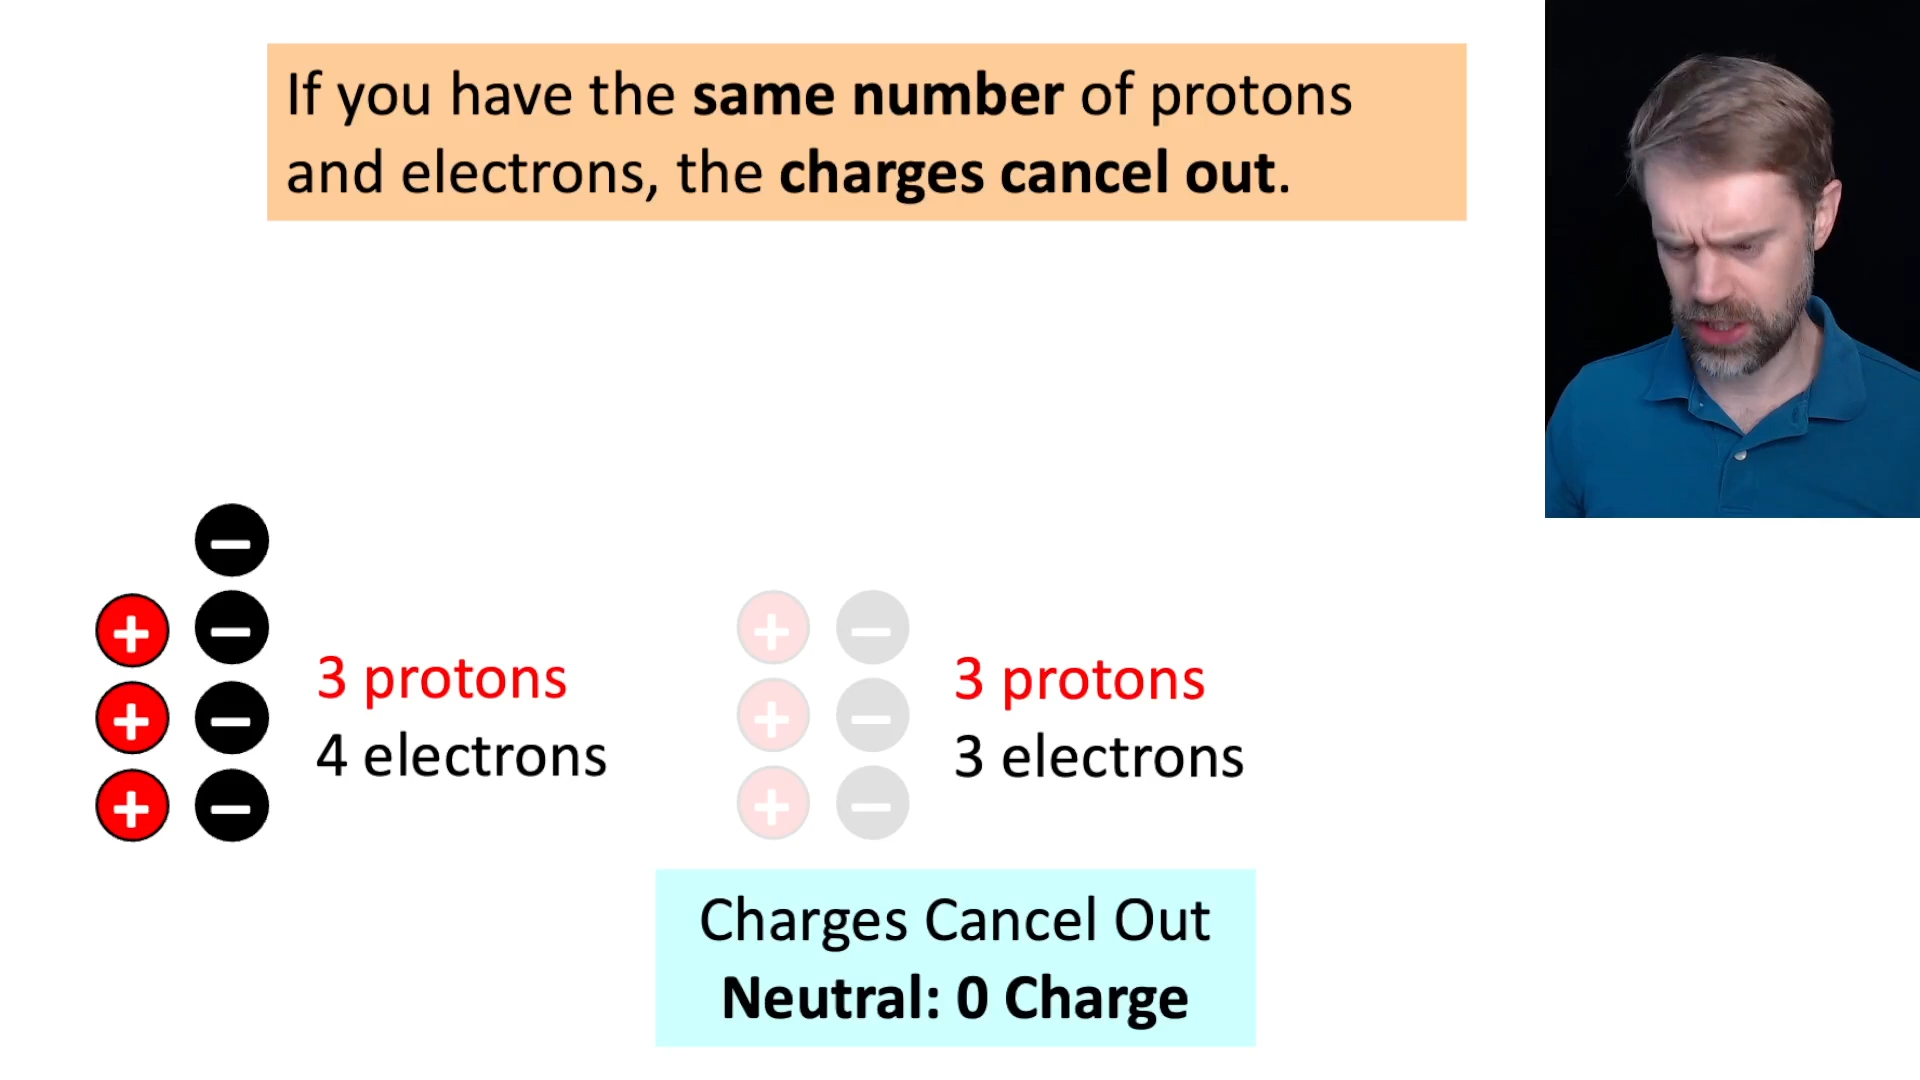 If you have the same number of protons
and electrons, the charges cancel out.
−
+ −
+ −
+ −
3 protons
4 electrons
+ −
+ −
+ −
3 protons
3 electrons
Charges Cancel Out
Neutral: 0 Charge